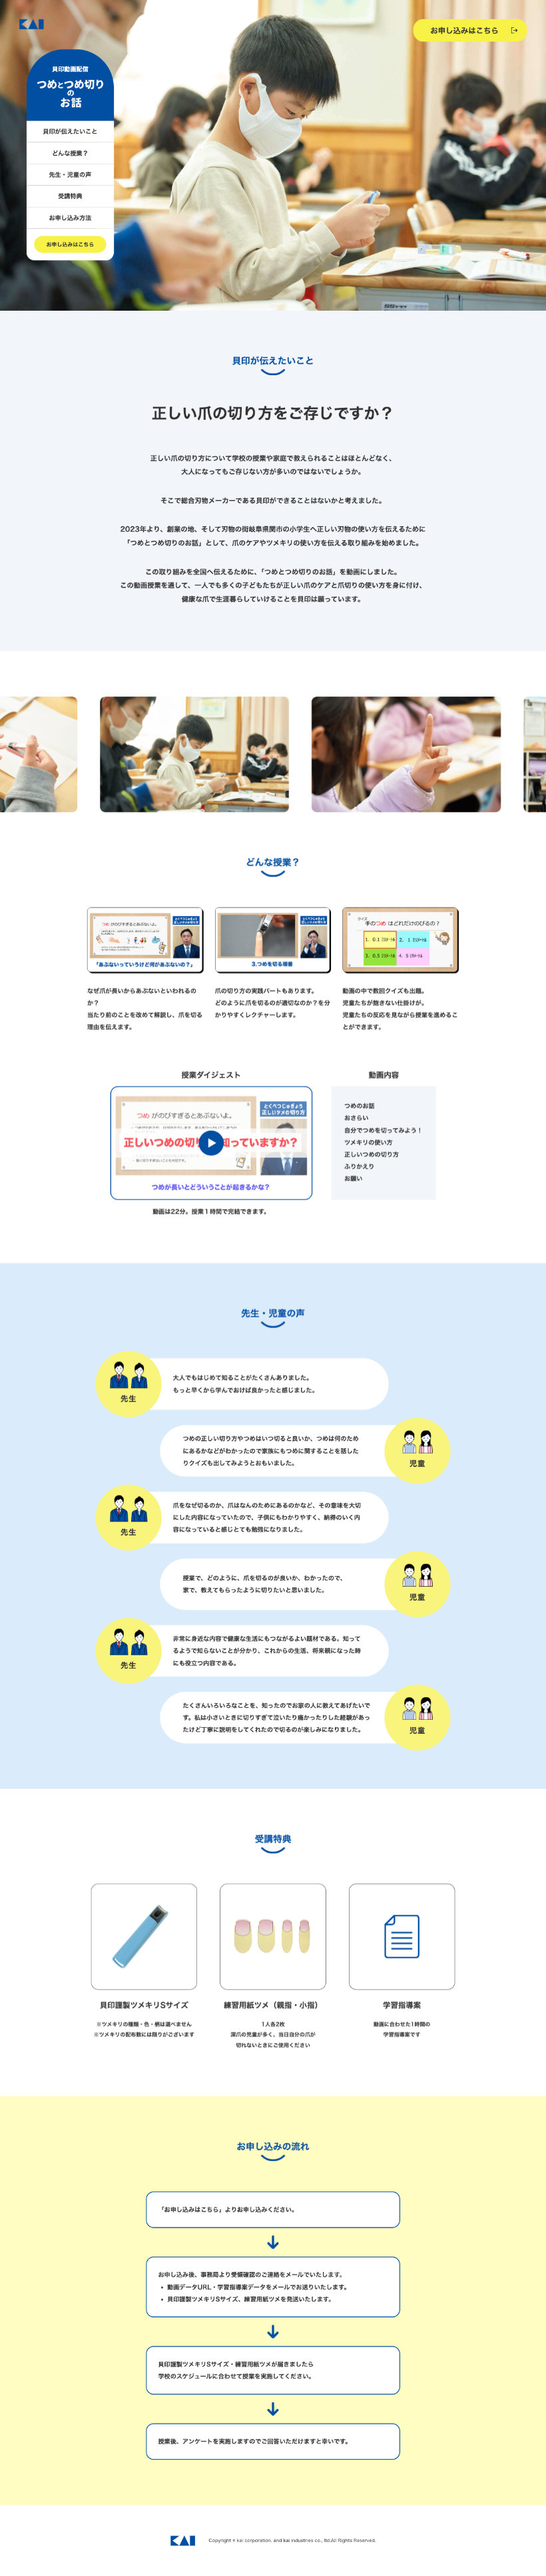 KAI
お申し込みはこちら
貝印動画配信
つめとつめ切り
の
お話
貝印が伝えたいこと
どんな授業？
先生・児童の声
受講特典
お申し込み方法
お申し込みはこちら
貝印が伝えたいこと
正しい爪の切り方をご存じですか？
正しい爪の切り方について学校の授業や家庭で教えられることはほとんどなく、
大人になってもご存じない方が多いのではないでしょうか。
そこで総合刃物メーカーである貝印ができることはないかと考えました。
2023年より、創業の地、そして刃物の街岐阜県関市の小学生へ正しい刃物の使い方を伝えるために
「つめとつめ切りのお話」として、爪のケアやツメキリの使い方を伝える取り組みを始めました。
この取り組みを全国へ伝えるために、「つめとつめ切りのお話」を動画にしました。
この動画授業を通して、一人でも多くの子どもたちが正しい爪のケアと爪切りの使い方を身に付け、
健康な爪で生涯暮らしていけることを貝印は願っています。
どんな授業？
つめ がのびすぎるとあぶないよ。
「あぶないっていうけど何があぶないの？」
3.つめを切る順番
クイズ
手のつめ はどれだけのびるの？
1. 0.1 ミリメートル
2. 1 ミリメートル
3. 0.5 ミリメートル
4. 5 ミリメートル
なぜ爪が長いからあぶないといわれるの
か？
当たり前のことを改めて解説し、爪を切る
理由を伝えます。
爪の切り方の実践パートもあります。
どのように爪を切るのが適切なのか？を分
かりやすくレクチャーします。
動画の中で数回クイズも出題。
児童たちが飽きない仕掛けが。
児童たちの反応を見ながら授業を進めるこ
とができます。
授業ダイジェスト
つめ がのびすぎるとあぶないよ。
とくべつじゅぎょう
正しいツメの切り方
正しいつめの切り 知っていますか？
つめが長いとどういうことが起きるかな？
動画は22分。授業１時間で完結できます。
動画内容
つめのお話
おさらい
自分でつめを切ってみよう！
ツメキリの使い方
正しいつめの切り方
ふりかえり
お願い
先生・児童の声
先生
大人でもはじめて知ることがたくさんありました。
もっと早くから学んでおけば良かったと感じました。
つめの正しい切り方やつめはいつ切ると良いか、つめは何のため
にあるかなどがわかったので家族にもつめに関することを話した
りクイズも出してみようとおもいました。
児童
先生
爪をなぜ切るのか、爪はなんのためにあるのかなど、その意味を大切
にした内容になっていたので、子供にもわかりやすく、納得のいく内
容になっていると感じとても勉強になりました。
授業で、どのように、爪を切るのが良いか、わかったので、
家で、教えてもらったように切りたいと思いました。
児童
先生
非常に身近な内容で健康な生活にもつながるよい題材である。知って
るようで知らないことが分かり、これからの生活、将来親になった時
にも役立つ内容である。
たくさんいろいろなことを、知ったのでお家の人に教えてあげたいで
す。私は小さいときに切りすぎて泣いたり痛かったりした経験があっ
たけど丁寧に説明をしてくれたので切るのが楽しみになりました。
児童
受講特典
貝印謹製ツメキリSサイズ
※ツメキリの種類・色・柄は選べません
※ツメキリの配布数には限りがございます
練習用紙ツメ（親指・小指）
1人各2枚
深爪の児童が多く、当日自分の爪が
切れないときにご使用ください
学習指導案
動画に合わせた1時間の
学習指導案です
お申し込みの流れ
「お申し込みはこちら」よりお申し込みください。
お申し込み後、事務局より受領確認のご連絡をメールでいたします。
• 動画データURL・学習指導案データをメールでお送りいたします。
• 貝印謹製ツメキリSサイズ、練習用紙ツメを発送いたします。
貝印謹製ツメキリSサイズ・練習用紙ツメが届きましたら
学校のスケジュールに合わせて授業を実施してください。
授業後、アンケートを実施しますのでご回答いただけますと幸いです。
KAI
Copyright © kai corporation. and kai industries co., ltd.All Rights Reserved.